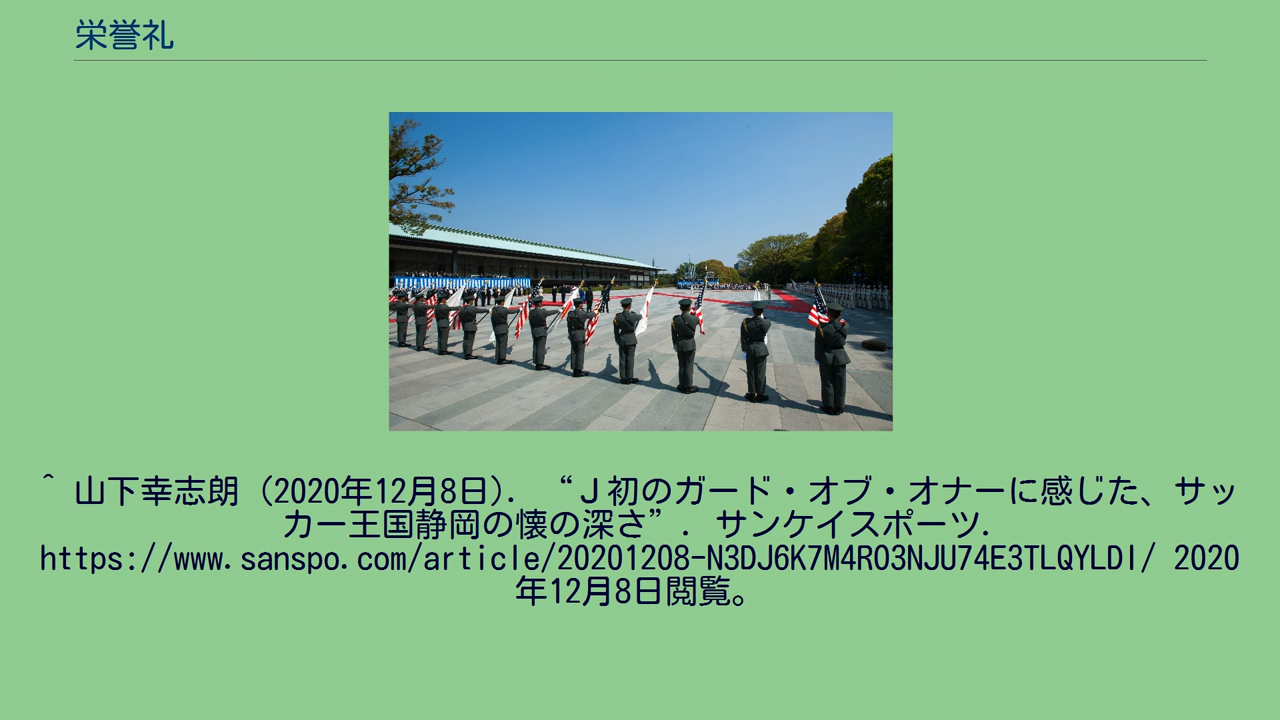 栄誉礼
^ 山下幸志朗 (2020年12月8日). “Ｊ初のガード・オブ・オナーに感じた、サッ
カー王国静岡の懐の深さ”. サンケイスポーツ.
https://www.sanspo.com/article/20201208-N3DJ6K7M4RO3NJU74E3TLQYLDI/ 2020
年12月8日閲覧。